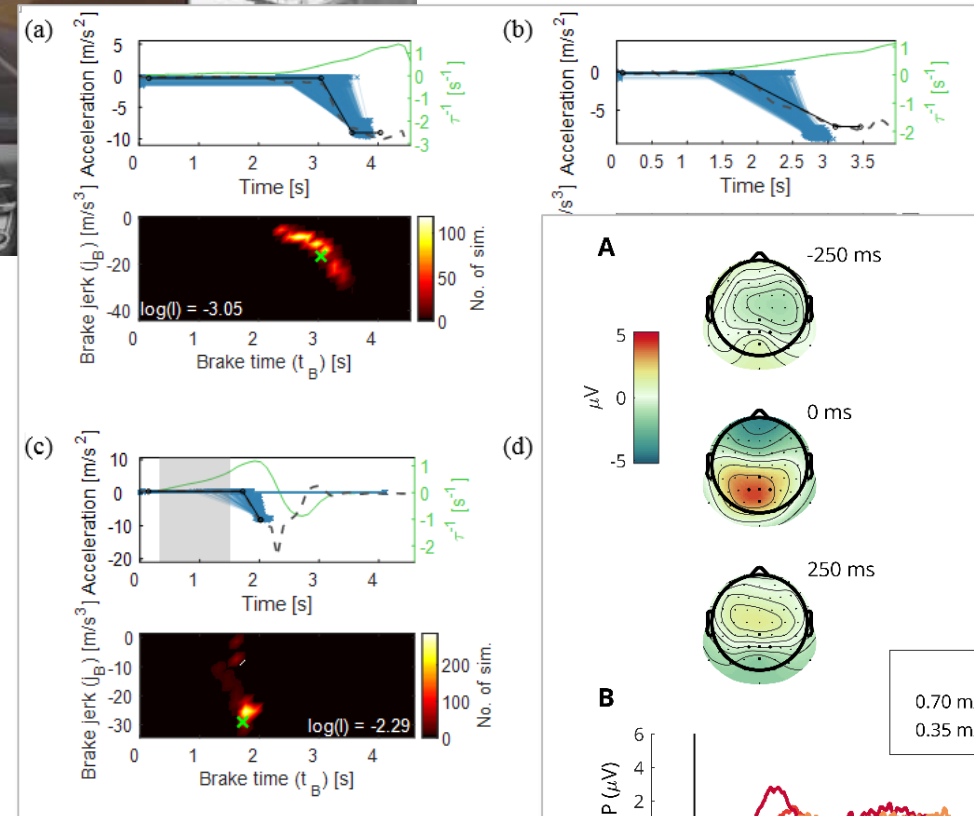 (a)
Acceleration [m/s²]
5
0
-5
-10
0
1
2
3
4
Time [s]
1
0
-1
-2
-3
τ⁻¹ [s⁻¹]
Brake jerk (j_B) [m/s³]
0
-20
-40
log(l) = -3.05
0
1
2
3
4
Brake time (t_B) [s]
100
50
0
No. of sim.
(b)
Acceleration [m/s²]
0
-5
0
0.5
1
1.5
2
2.5
3
3.5
Time [s]
1
0
-1
-2
τ⁻¹ [s⁻¹]
/s³]
(c)
Acceleration [m/s²]
10
0
-10
-20
0
1
2
3
4
Time [s]
1
0
-1
-2
τ⁻¹ [s⁻¹]
Brake jerk (j_B) [m/s³]
0
-10
-20
-30
log(l) = -2.29
0
1
2
3
4
Brake time (t_B) [s]
200
100
0
No. of sim.
(d)
A
-250 ms
5
0
-5
μV
0 ms
250 ms
0.70 m
0.35 m
B
6
4
2
P (μV)